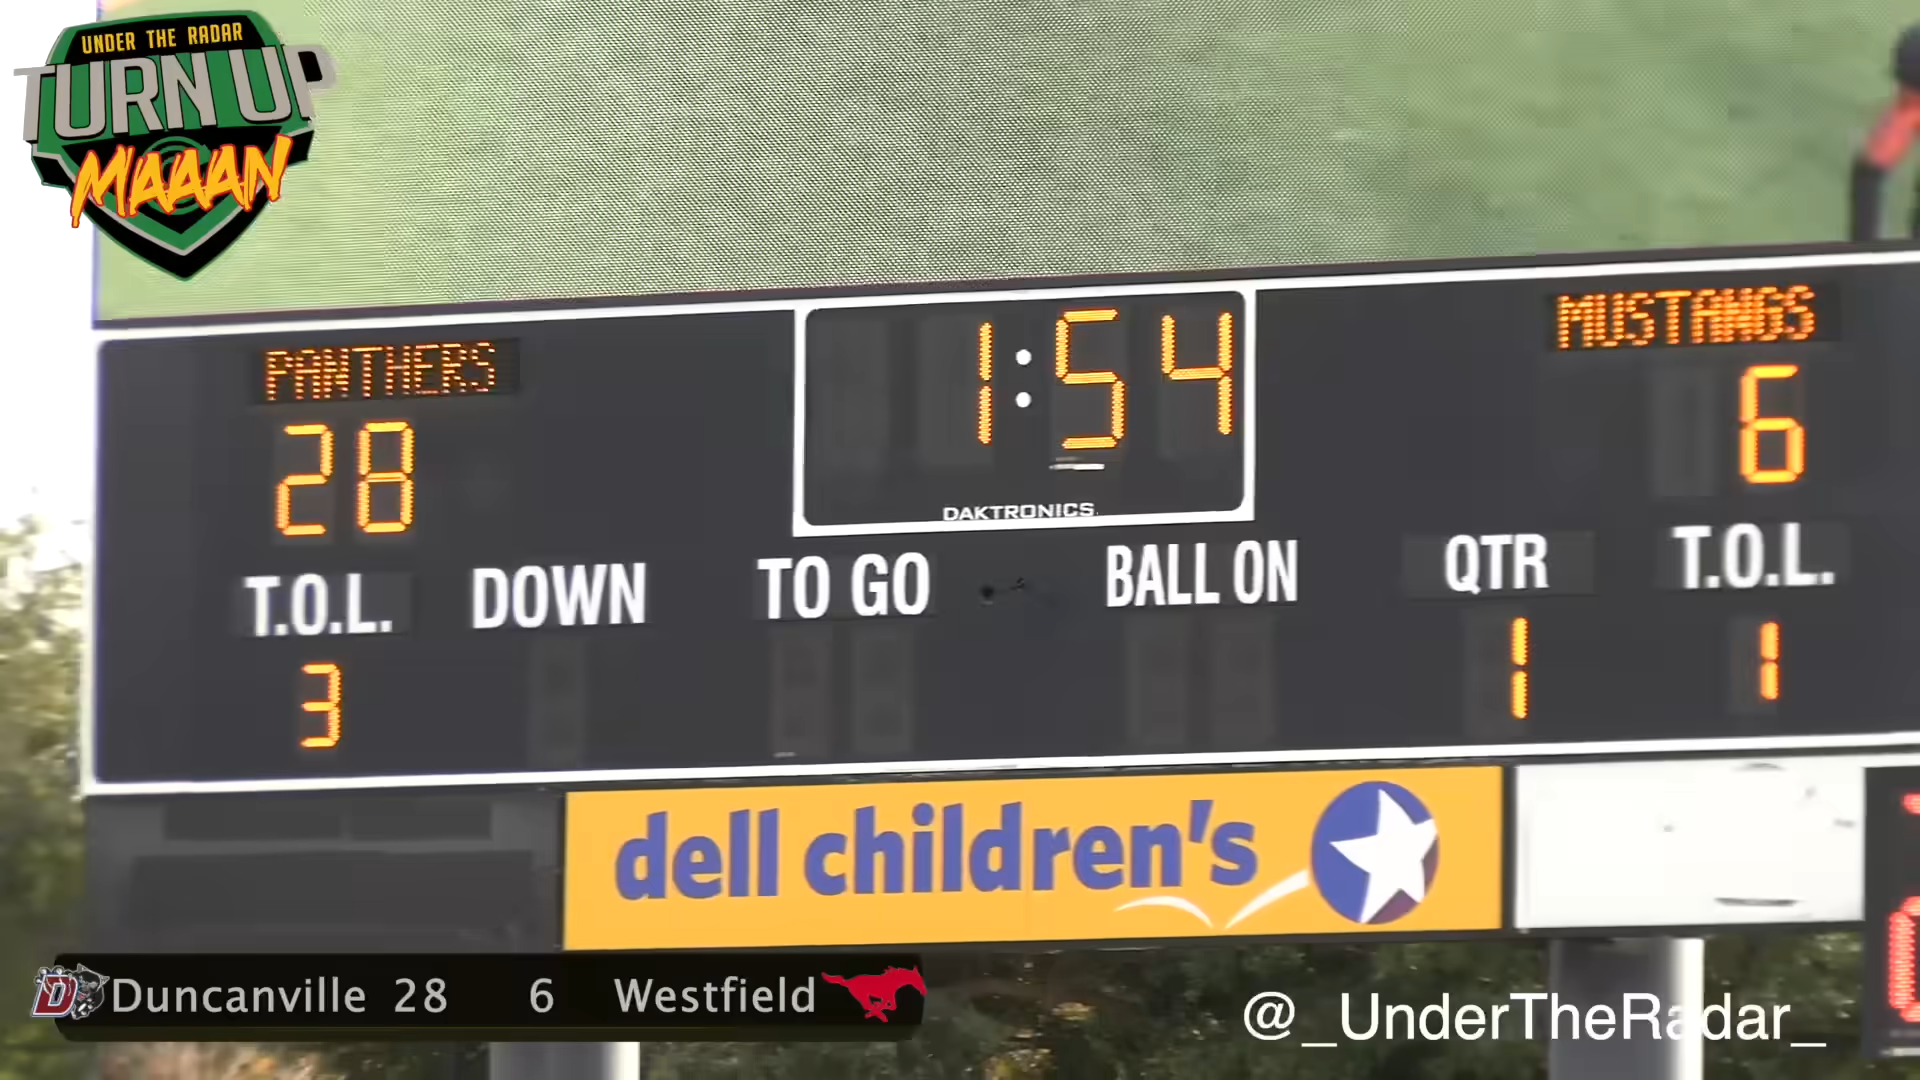 UNDER THE RADAR
TURN UP
MAAAN
PANTHERS
1:54
MUSTANGS
28
6
DAKTRONICS
T.O.L.
DOWN
TO GO
BALL ON
QTR
T.O.L.
3
1
1
dell children's
D
Duncanville 28 6 Westfield
@_UnderTheRadar_